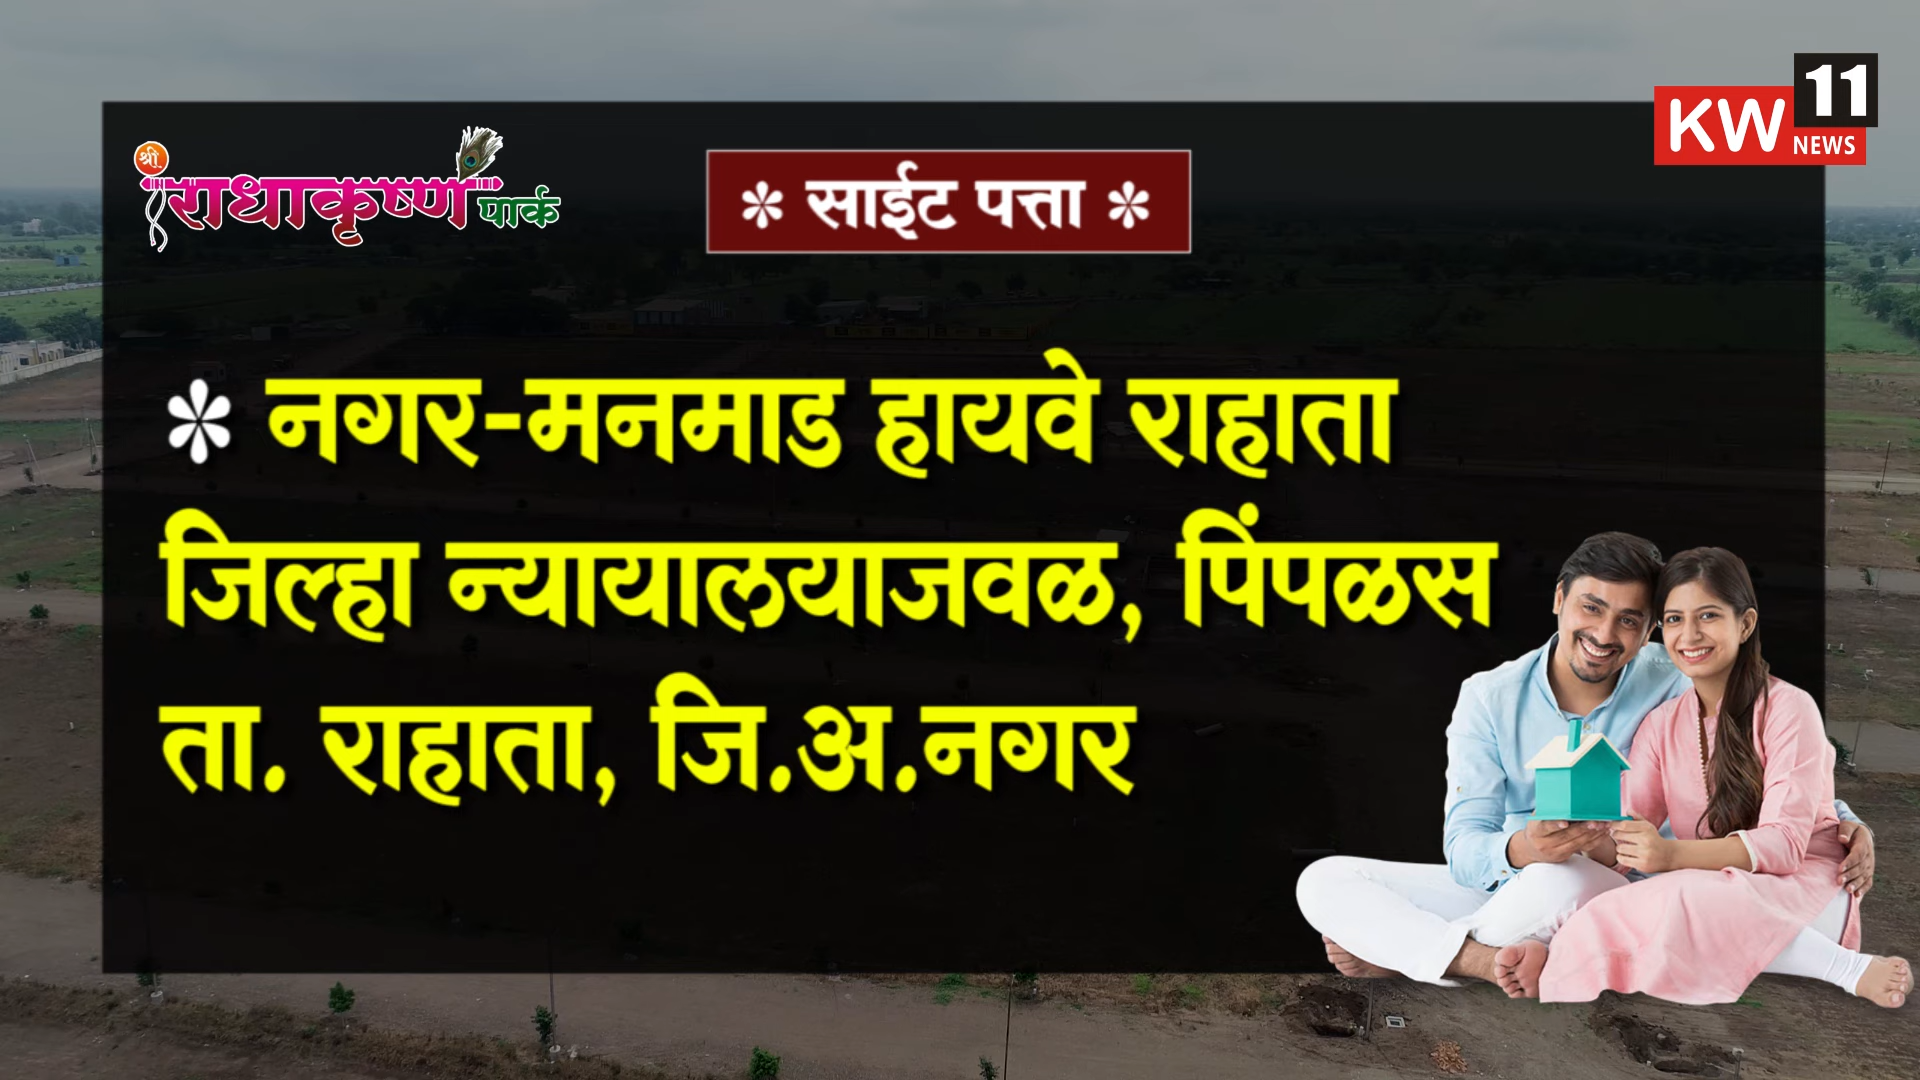 श्री
राधाकृष्ण पार्क
* साईट पत्ता *
KW 11 NEWS
* नगर-मनमाड हायवे राहाता
जिल्हा न्यायालयाजवळ, पिंपळस
ता. राहाता, जि.अ.नगर